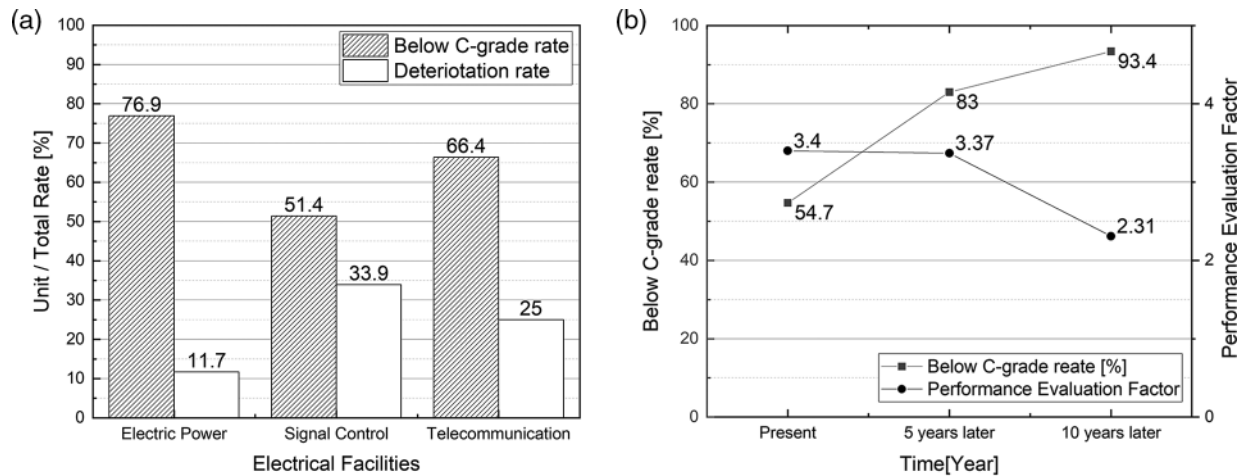 (a)
100
90
80
70
60
50
40
30
20
10
0
Unit / Total Rate [%]
Below C-grade rate
Deteriotation rate
76.9
11.7
51.4
33.9
66.4
25
Electric Power
Signal Control
Telecommunication
Electrical Facilities
(b)
100
80
60
40
20
0
Below C-grade reate [%]
3.4
54.7
83
3.37
93.4
2.31
Below C-grade reate [%]
Performance Evaluation Factor
4
2
0
Performance Evaluation Factor
Present
5 years later
10 years later
Time[Year]